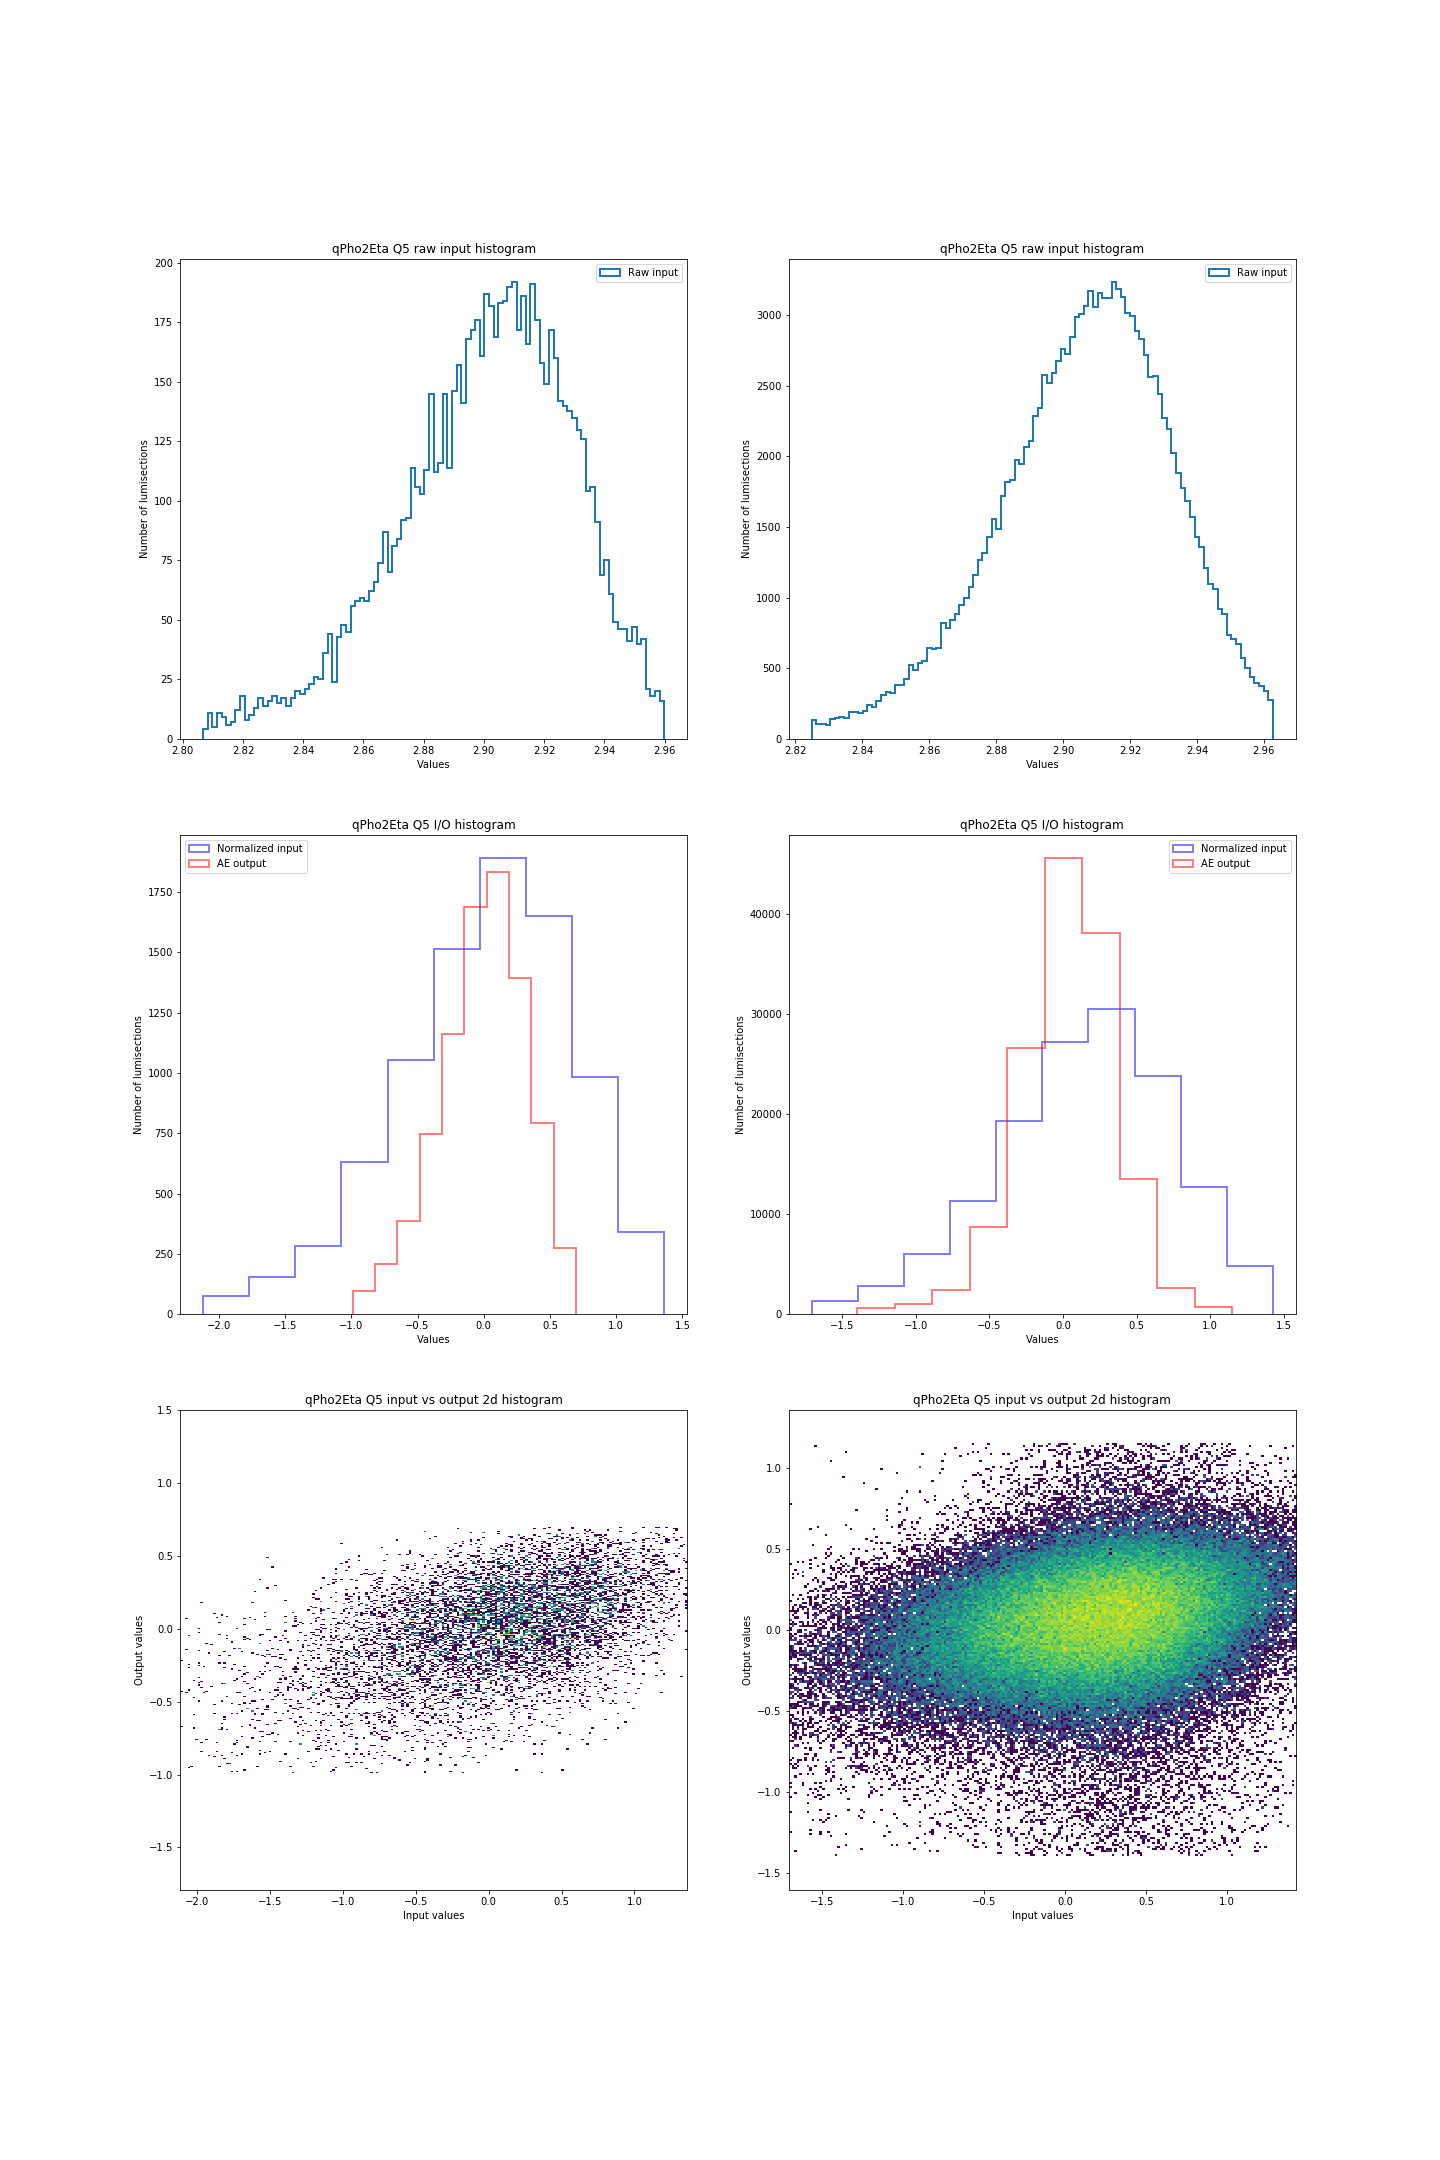 qPho2Eta Q5 raw input histogram
Raw input
Number of lumisections
200
175
150
125
100
75
50
25
0
2.80 2.82 2.84 2.86 2.88 2.90 2.92 2.94 2.96
Values
qPho2Eta Q5 raw input histogram
Raw input
Number of lumisections
3000
2500
2000
1500
1000
500
0
2.82 2.84 2.86 2.88 2.90 2.92 2.94 2.96
Values
qPho2Eta Q5 I/O histogram
Normalized input
AE output
Number of lumisections
1750
1500
1250
1000
750
500
250
0
−2.0 −1.5 −1.0 −0.5 0.0 0.5 1.0 1.5
Values
qPho2Eta Q5 I/O histogram
Normalized input
AE output
Number of lumisections
40000
30000
20000
10000
0
−1.5 −1.0 −0.5 0.0 0.5 1.0 1.5
Values
qPho2Eta Q5 input vs output 2d histogram
Output values
1.5
1.0
0.5
0.0
−0.5
−1.0
−1.5
−2.0 −1.5 −1.0 −0.5 0.0 0.5 1.0
Input values
qPho2Eta Q5 input vs output 2d histogram
Output values
1.0
0.5
0.0
−0.5
−1.0
−1.5
−1.5 −1.0 −0.5 0.0 0.5 1.0
Input values